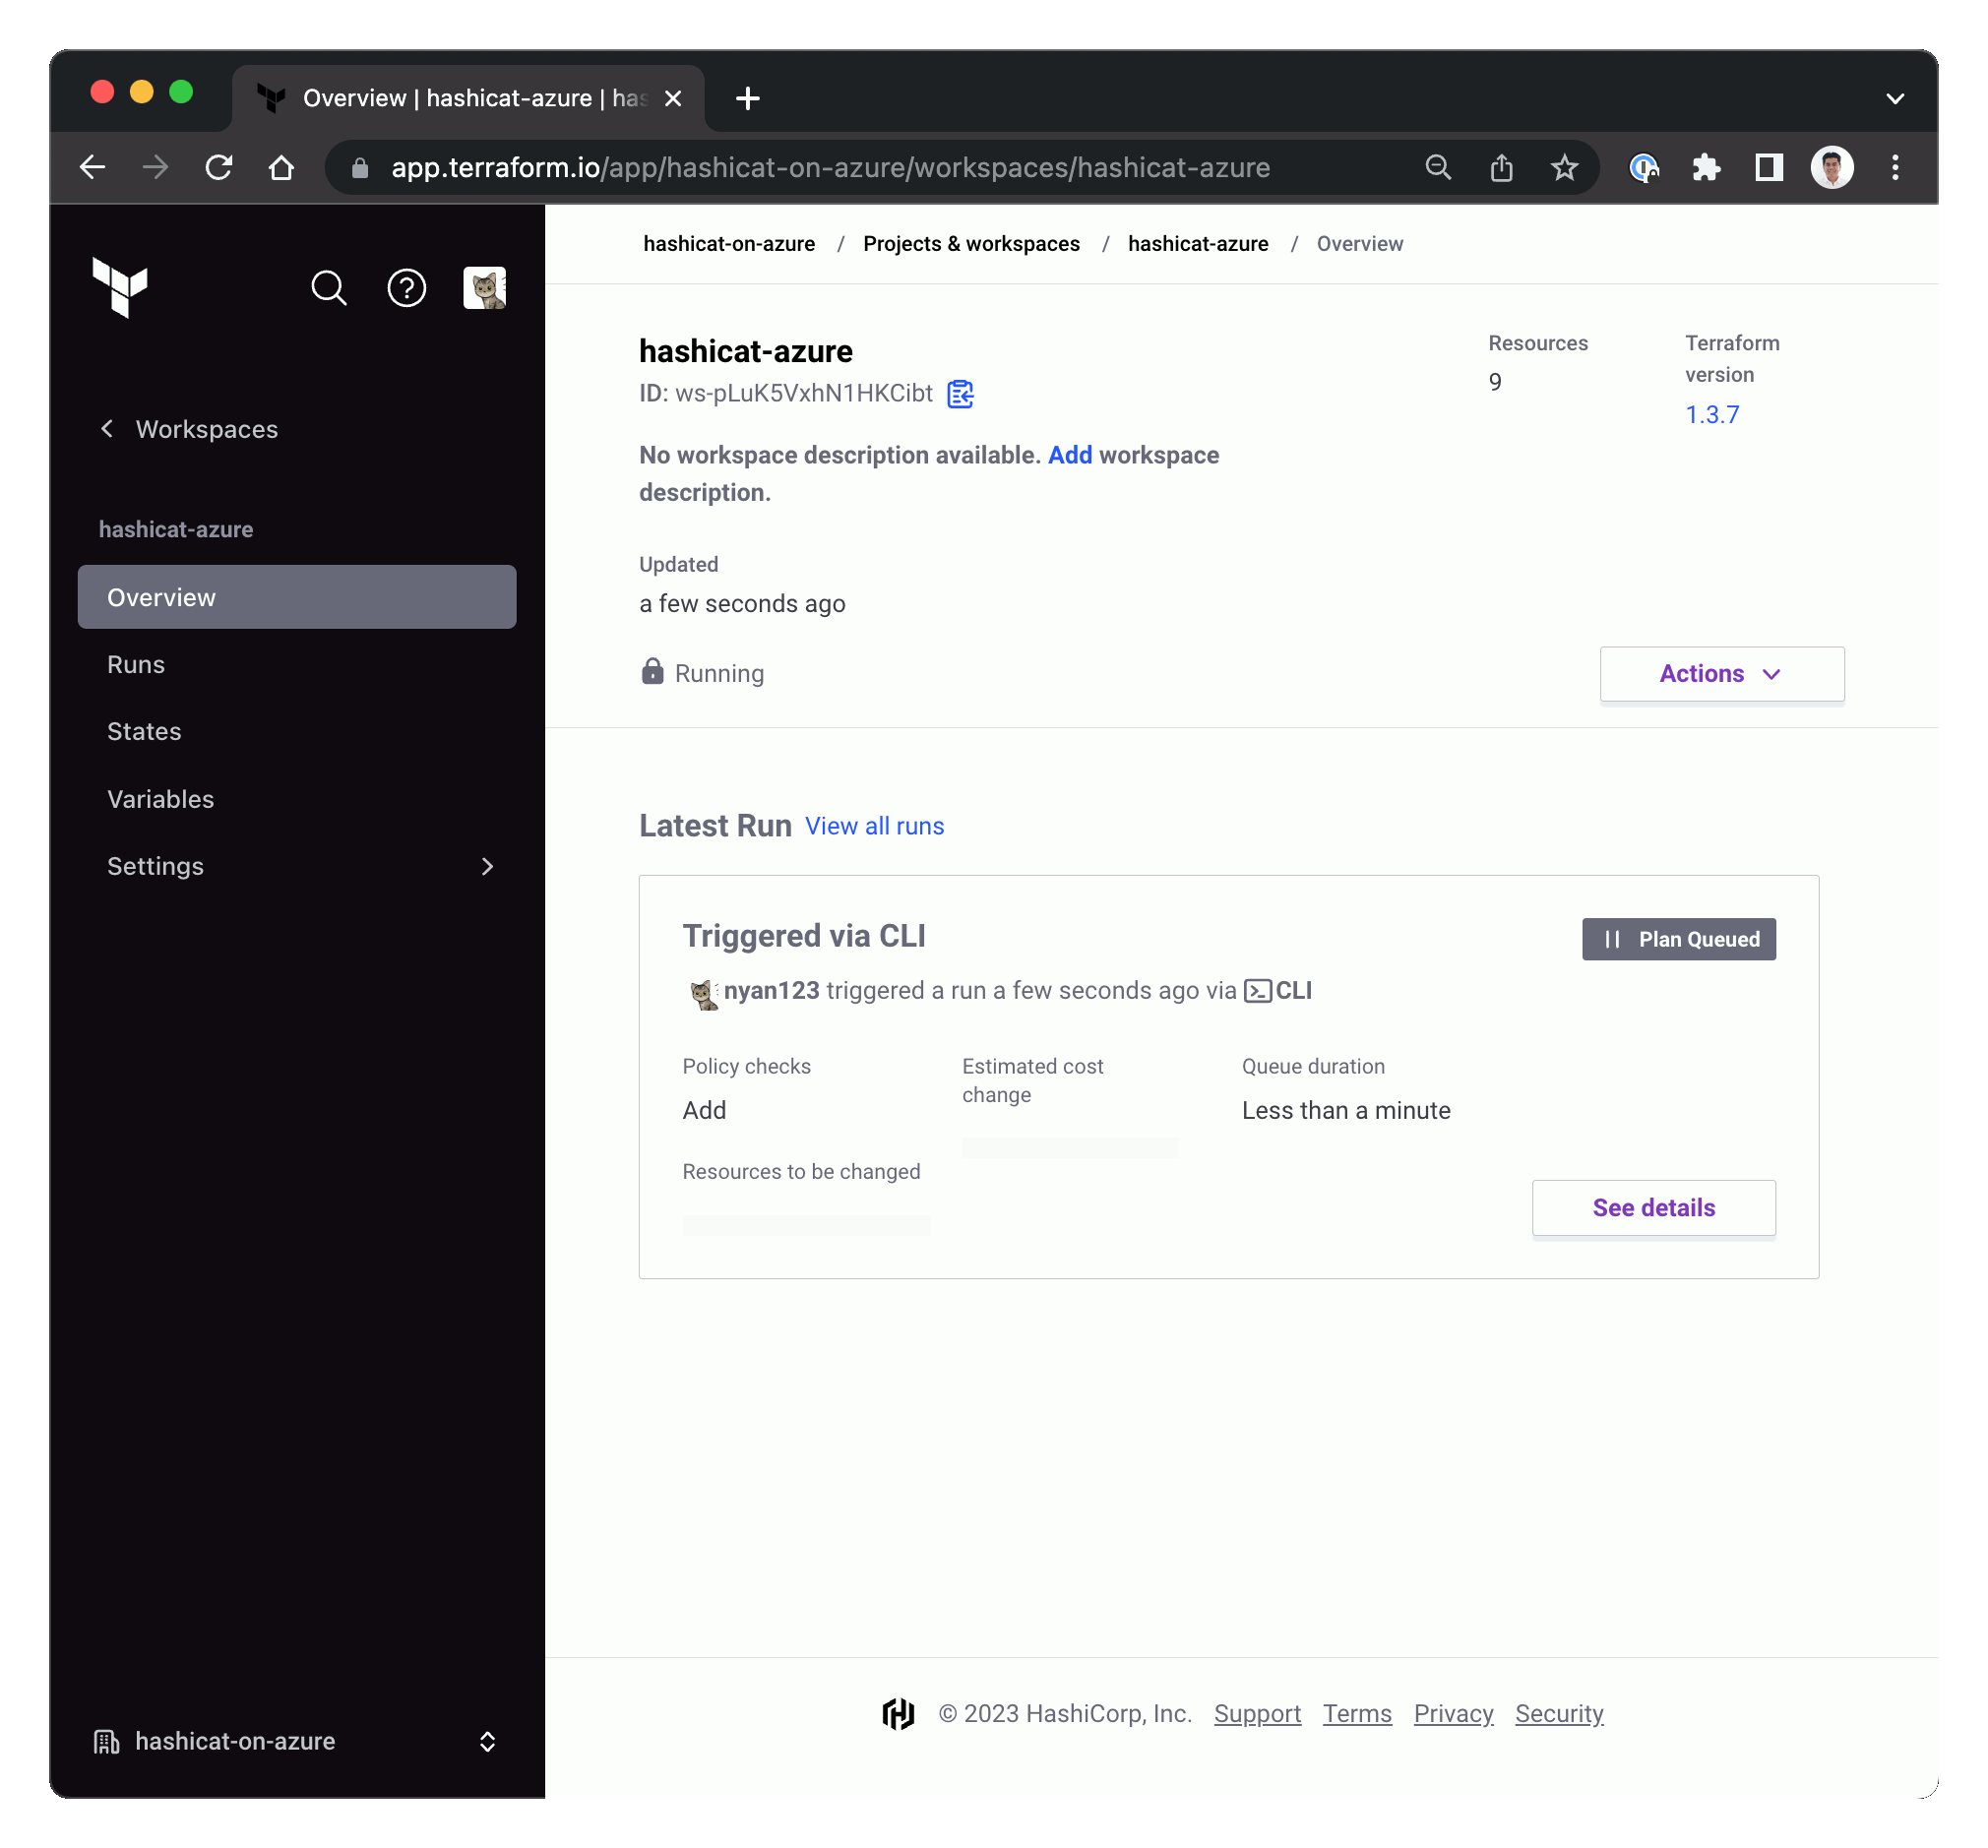 Overview | hashicat-azure | has
app.terraform.io/app/hashicat-on-azure/workspaces/hashicat-azure
Workspaces
hashicat-azure
Overview
Runs
States
Variables
Settings
hashicat-on-azure
hashicat-on-azure / Projects & workspaces / hashicat-azure / Overview
hashicat-azure
ID: ws-pLuK5VxhN1HKCibt
No workspace description available. Add workspace
description.
Resources
9
Terraform
version
1.3.7
Updated
a few seconds ago
Running
Actions
Latest Run View all runs
Triggered via CLI
Plan Queued
nyan123 triggered a run a few seconds ago via CLI
Policy checks
Add
Estimated cost
change
Queue duration
Less than a minute
Resources to be changed
See details
© 2023 HashiCorp, Inc. Support Terms Privacy Security